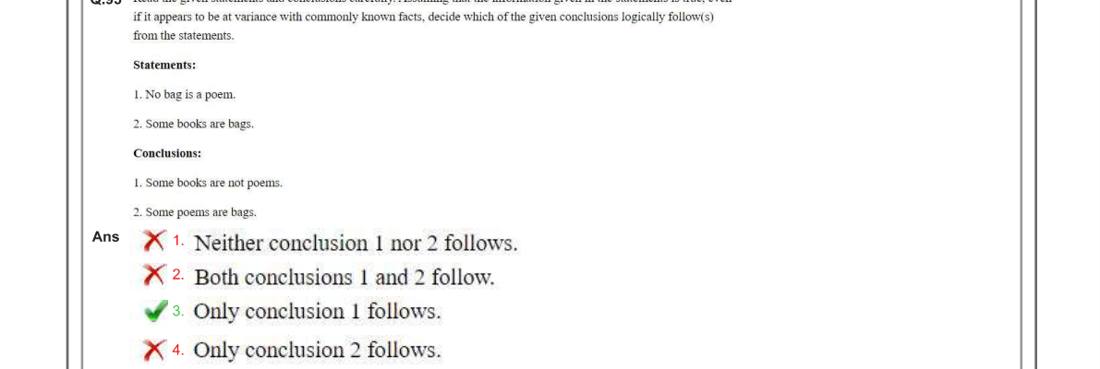 if it appears to be at variance with commonly known facts, decide which of the given conclusions logically follow(s)
from the statements.
Statements:
1. No bag is a poem.
2. Some books are bags.
Conclusions:
1. Some books are not poems.
2. Some poems are bags.
Ans
1. Neither conclusion 1 nor 2 follows.
2. Both conclusions 1 and 2 follow.
3. Only conclusion 1 follows.
4. Only conclusion 2 follows.